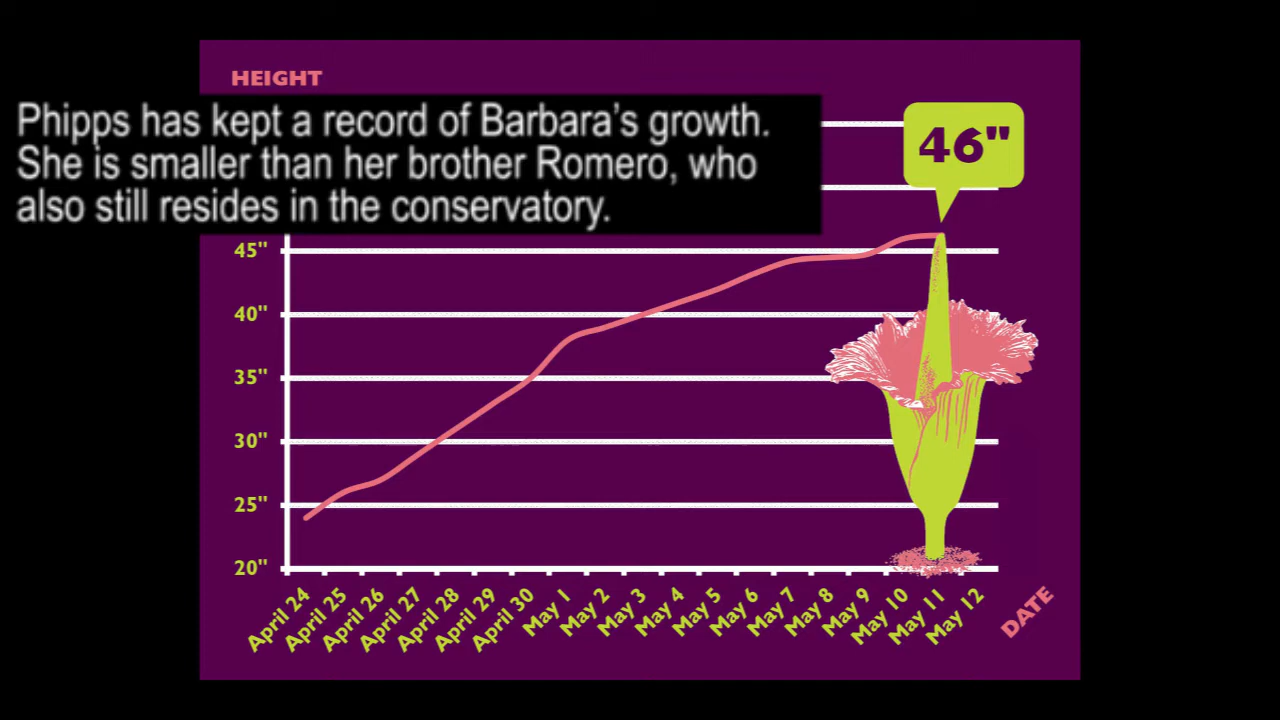 HEIGHT
Phipps has kept a record of Barbara's growth.
She is smaller than her brother Romero, who
also still resides in the conservatory.
46"
45"
40"
35"
30"
25"
20"
April 24
April 25
April 26
April 27
April 28
April 29
April 30
May 1
May 2
May 3
May 4
May 5
May 6
May 7
May 8
May 9
May 10
May 11
May 12
DATE